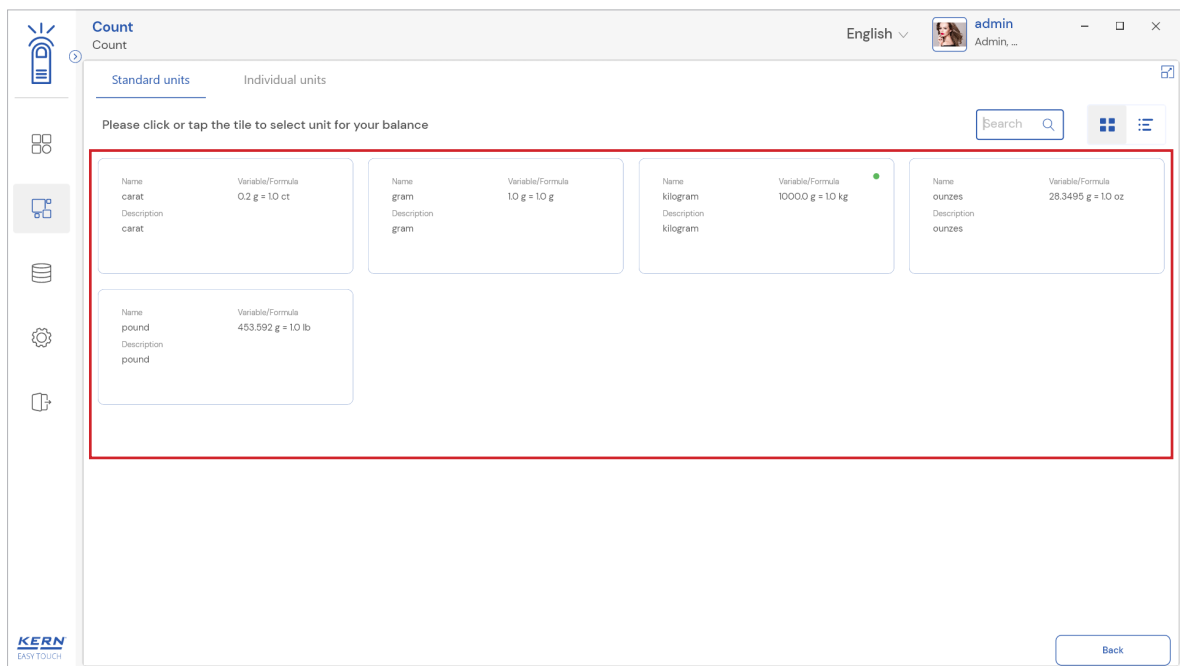 Count
Count
English
admin
Admin, ...
Standard units
Individual units
Please click or tap the tile to select unit for your balance
Search
Name
Variable/Formula
carat
0.2 g = 1.0 ct
Description
carat
Name
Variable/Formula
gram
1.0 g = 1.0 g
Description
gram
Name
Variable/Formula
kilogram
1000.0 g = 1.0 kg
Description
kilogram
Name
Variable/Formula
ounzes
28.3495 g = 1.0 oz
Description
ounzes
Name
Variable/Formula
pound
453.592 g = 1.0 lb
Description
pound
KERN
EASY TOUCH
Back